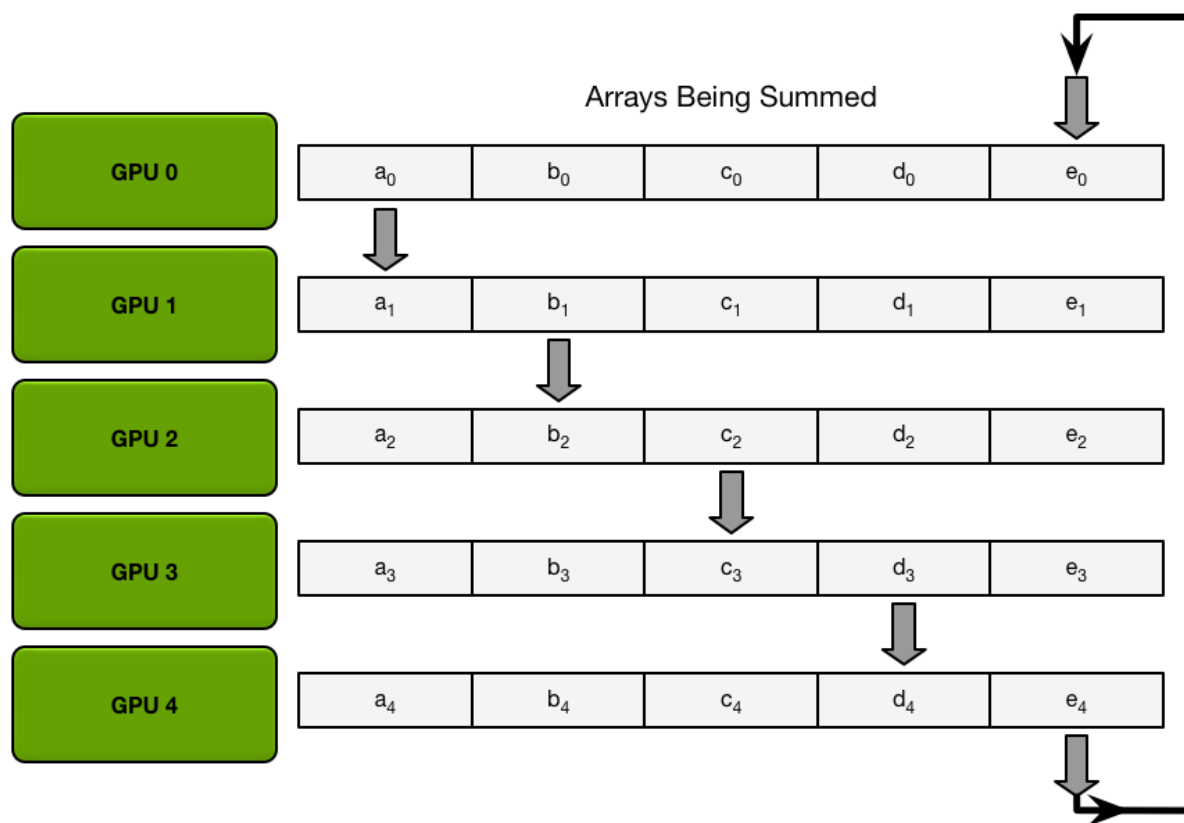 Arrays Being Summed
GPU 0 a₀ b₀ c₀ d₀ e₀
GPU 1 a₁ b₁ c₁ d₁ e₁
GPU 2 a₂ b₂ c₂ d₂ e₂
GPU 3 a₃ b₃ c₃ d₃ e₃
GPU 4 a₄ b₄ c₄ d₄ e₄